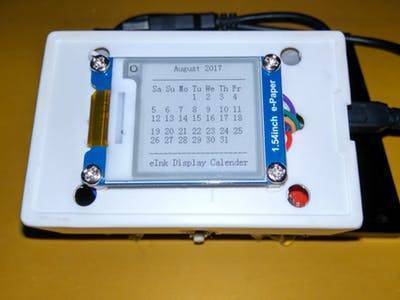 August 2017
Sa Su Mo Tu We Th Fr
1 2 3 4
5 6 7 8 9 10 11
12 13 14 15 16 17 18
19 20 21 22 23 24 25
26 27 28 29 30 31
eInk Display Calender
1.54inch e-Paper